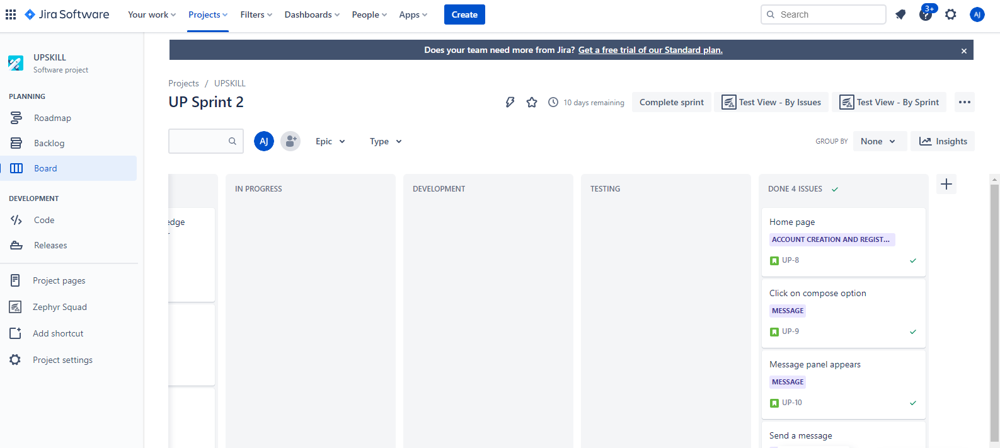 Jira Software
Your work
Projects
Filters
Dashboards
People
Apps
Create
Search
3+
AJ
UPSKILL
Software project
PLANNING
Roadmap
Backlog
Board
DEVELOPMENT
Code
Releases
Project pages
Zephyr Squad
Add shortcut
Project settings
Does your team need more from Jira? Get a free trial of our Standard plan.
Projects / UPSKILL
UP Sprint 2
10 days remaining
Complete sprint
Test View - By Issues
Test View - By Sprint
AJ
Epic
Type
GROUP BY
None
Insights
edge
IN PROGRESS
DEVELOPMENT
TESTING
DONE 4 ISSUES
Home page
ACCOUNT CREATION AND REGIST...
UP-8
Click on compose option
MESSAGE
UP-9
Message panel appears
MESSAGE
UP-10
Send a message